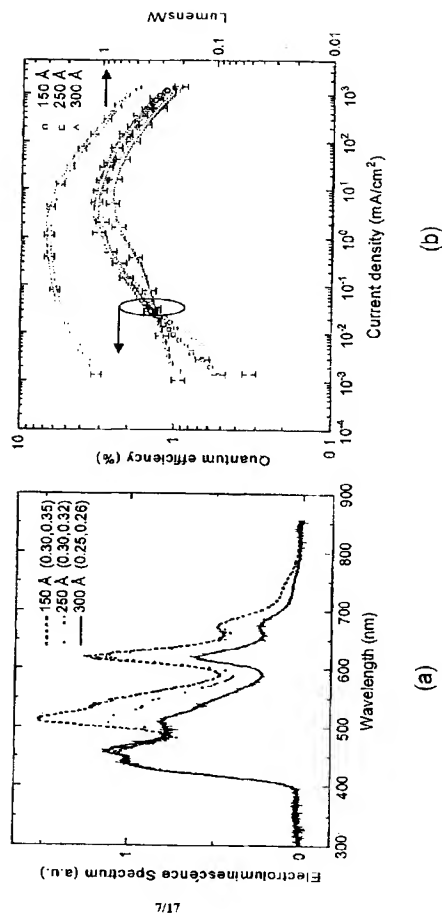 Electroluminescence Spectrum (a.u.)
1
0
150 Å (0.30,0.35)
250 Å (0.30,0.32)
300 Å (0.25,0.26)
300 400 500 600 700 800 900
Wavelength (nm)
(a)
Quantum efficiency (%)
10
1
0 1
150 Å
250 Å
300 Å
Lumens/W
1
0.1
0.01
10-4 10-3 10-2 10-1 100 101 102 103
Current density (mA/cm2)
(b)